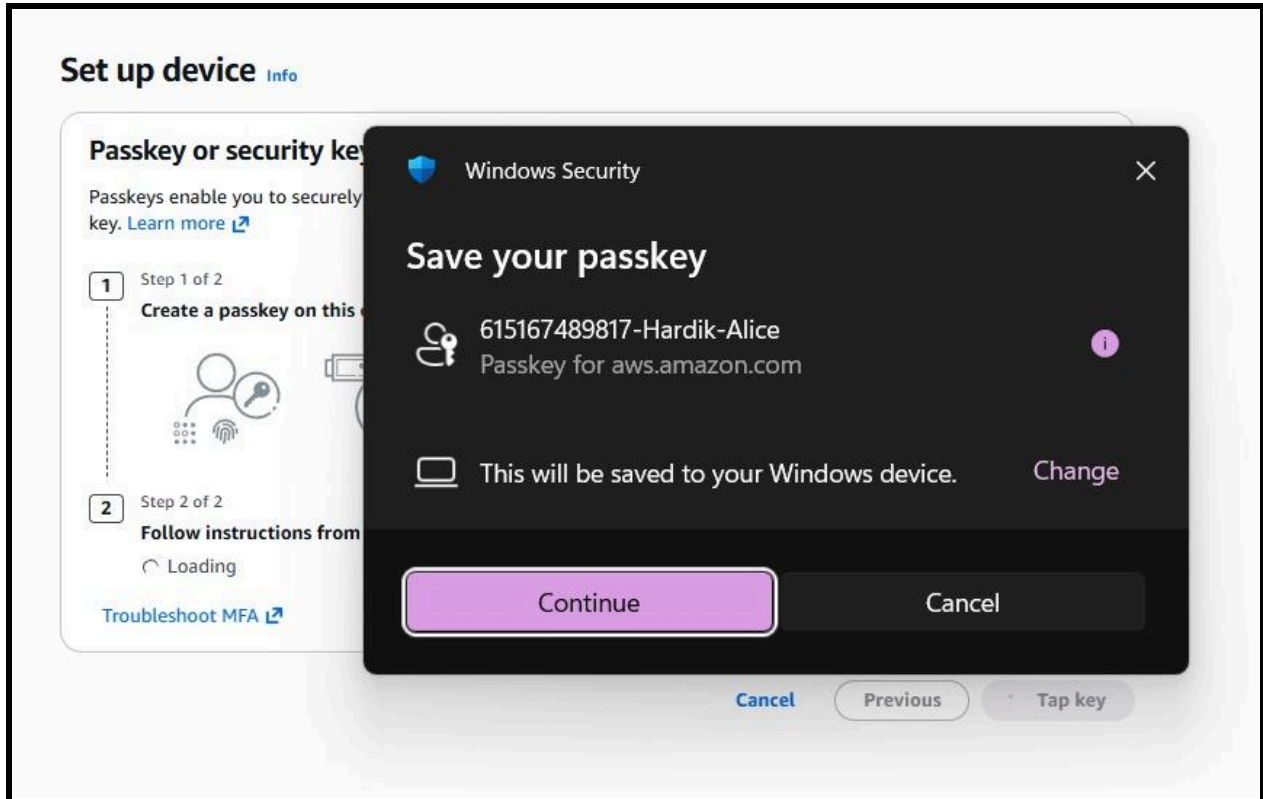 Set up device Info
Passkey or security key
Passkeys enable you to securely
key. Learn more
1 Step 1 of 2
Create a passkey on this
2 Step 2 of 2
Follow instructions from
Loading
Troubleshoot MFA
Windows Security
Save your passkey
615167489817-Hardik-Alice
Passkey for aws.amazon.com
i
This will be saved to your Windows device. Change
Continue Cancel
Cancel Previous Tap key